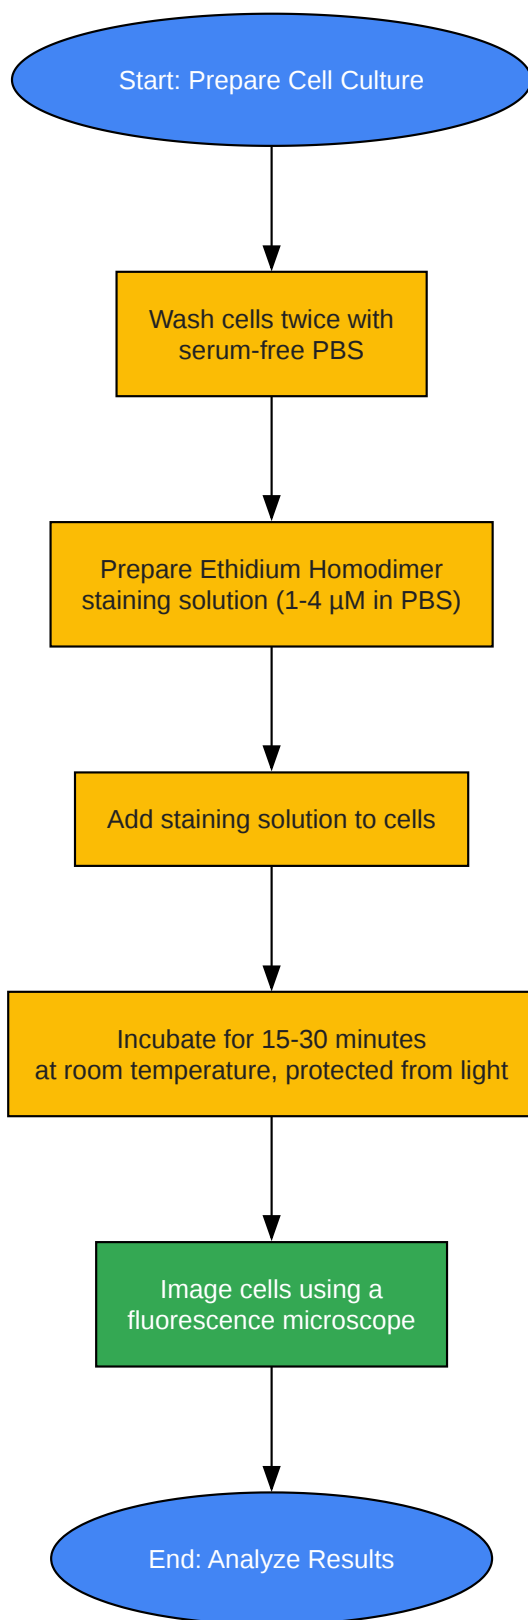 Start: Prepare Cell Culture
Wash cells twice with
serum-free PBS
Prepare Ethidium Homodimer
staining solution (1-4 µM in PBS)
Add staining solution to cells
Incubate for 15-30 minutes
at room temperature, protected from light
Image cells using a
fluorescence microscope
End: Analyze Results